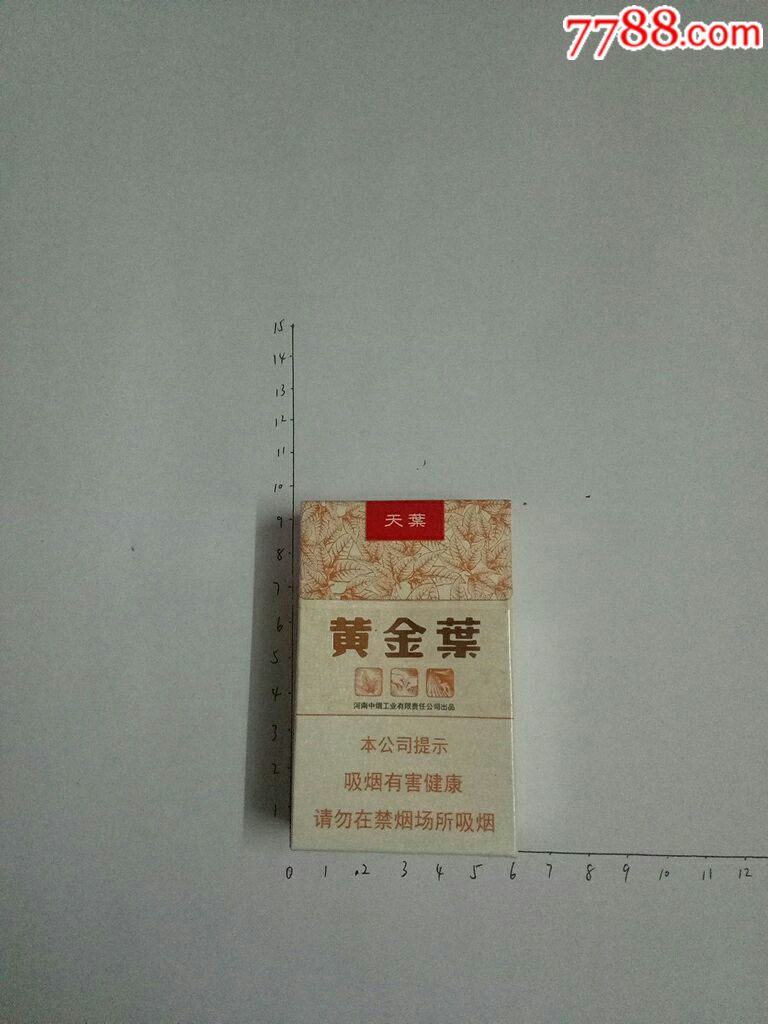 7788.com
15
14
13
12
11
10
9
8
7
6
5
4
3
2
1
天葉
黄金葉
河南中烟工业有限责任公司出品
本公司提示
吸烟有害健康
请勿在禁烟场所吸烟
0 1 2 3 4 5 6 7 8 9 10 11 12